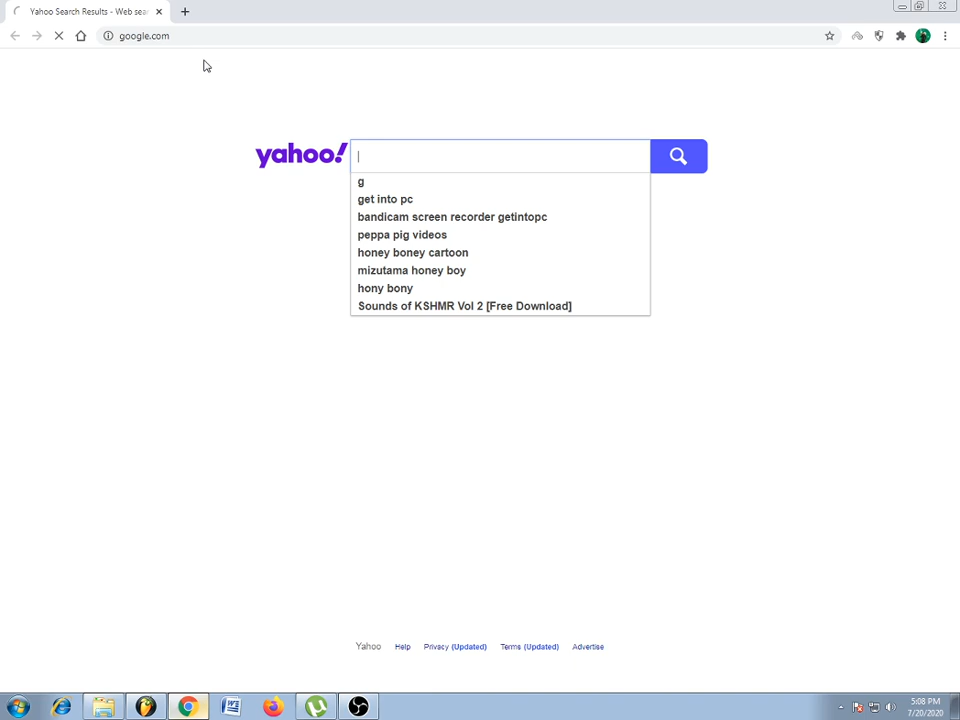 Yahoo Search Results - Web sear
google.com
yahoo!
g
get into pc
bandicam screen recorder getintopc
peppa pig videos
honey boney cartoon
mizutama honey boy
hony bony
Sounds of KSHMR Vol 2 [Free Download]
Yahoo Help Privacy (Updated) Terms (Updated) Advertise
5:08 PM
7/20/2020